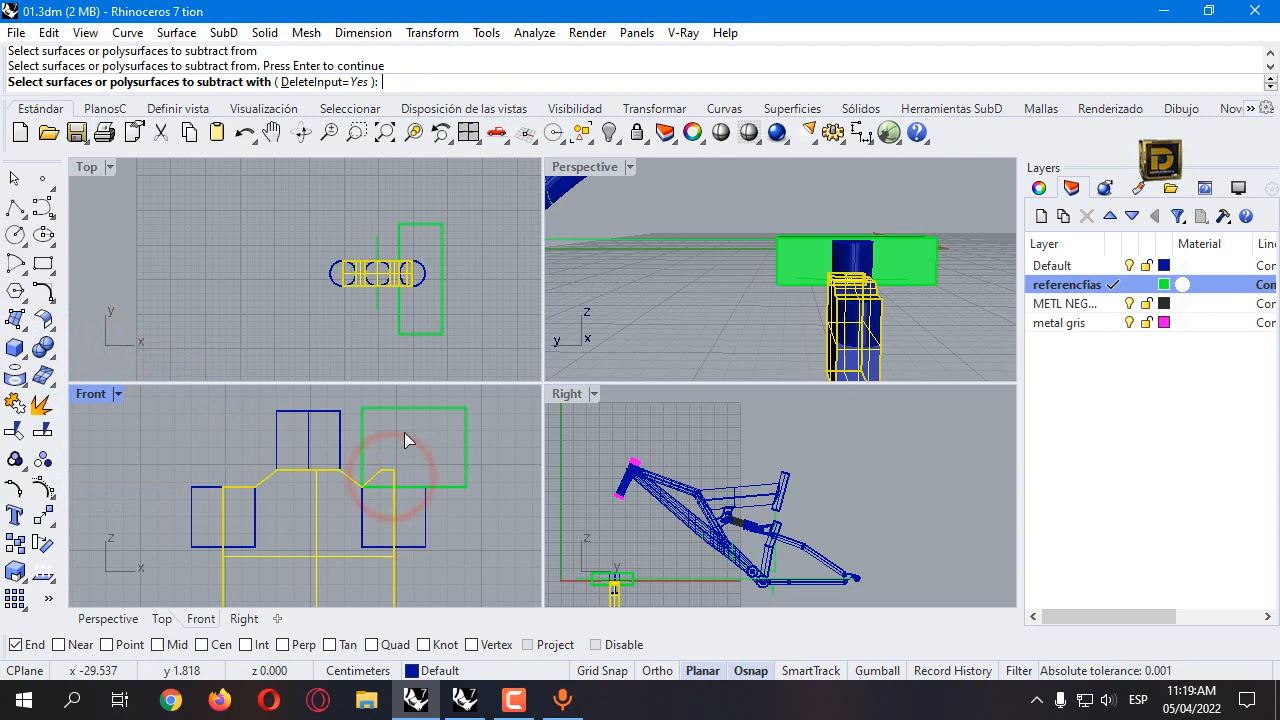 01.3dm (2 MB) - Rhinoceros 7 tion
File Edit View Curve Surface SubD Solid Mesh Dimension Transform Tools Analyze Render Panels V-Ray Help
Select surfaces or polysurfaces to subtract from
Select surfaces or polysurfaces to subtract from. Press Enter to continue
Select surfaces or polysurfaces to subtract with ( DeleteInput=Yes ):
Estándar PlanosC Definir vista Visualización Seleccionar Disposición de las vistas Visibilidad Transformar Curvas Superficies Sólidos Herramientas SubD Mallas Renderizado Dibujo Nov »
Top
Perspective
Layers
Layer Material Lin
Default Cor
referencfias Con
METL NEG... Cor
metal gris Cor
y
x
z
y x
Front
Right
z
x
z
y
Perspective Top Front Right
End Near Point Mid Cen Int Perp Tan Quad Knot Vertex Project Disable
CPlane x -29.537 y 1.818 z 0.000 Centimeters Default Grid Snap Ortho Planar Osnap SmartTrack Gumball Record History Filter Absolute tolerance: 0.001
ESP
11:19:AM
05/04/2022